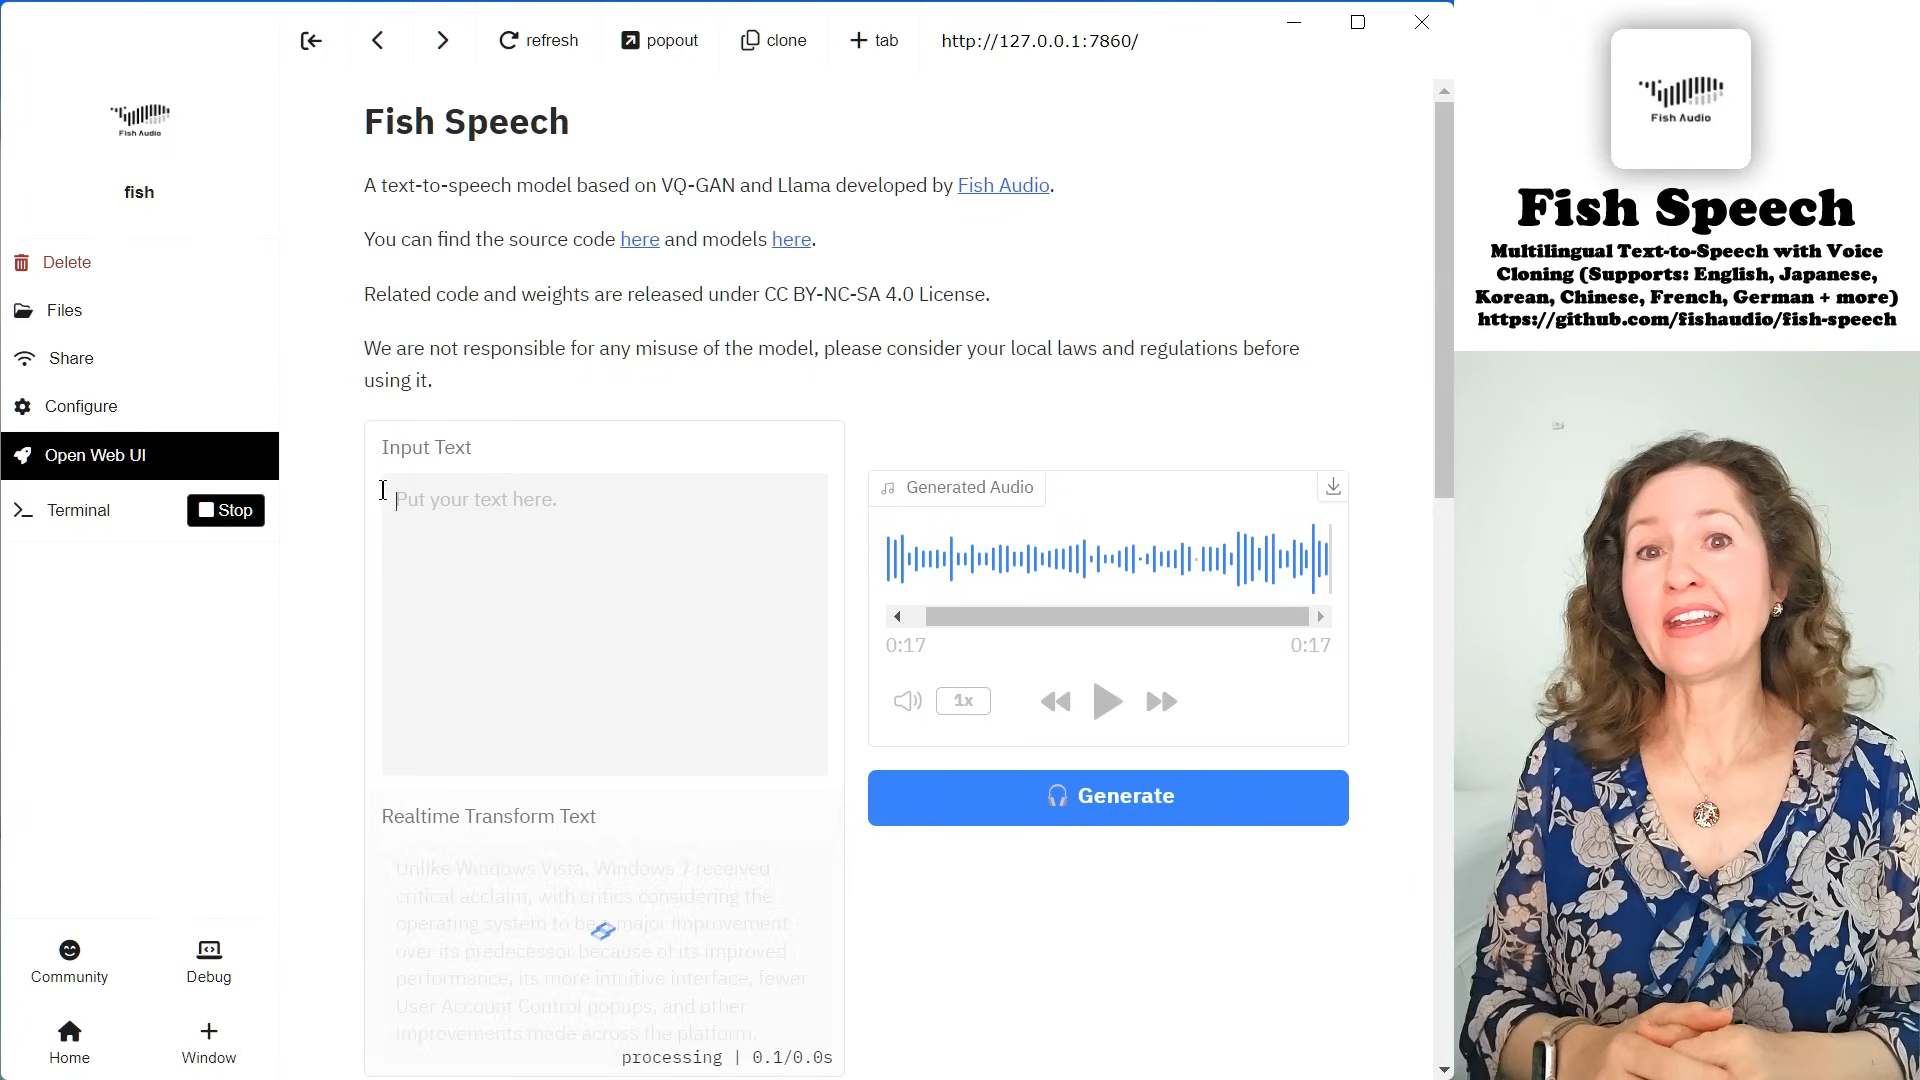 refresh
popout
clone
tab
http://127.0.0.1:7860/
Fish Audio
fish
Delete
Files
Share
Configure
Open Web UI
Terminal
Stop
Community
Debug
Home
Window
Fish Speech
A text-to-speech model based on VQ-GAN and Llama developed by Fish Audio.
You can find the source code here and models here.
Related code and weights are released under CC BY-NC-SA 4.0 License.
We are not responsible for any misuse of the model, please consider your local laws and regulations before
using it.
Input Text
Put your text here.
Realtime Transform Text
Unlike Windows Vista, Windows 7 received
critical acclaim, with critics considering the
operating system to be a major improvement
over its predecessor because of its improved
performance, its more intuitive interface, fewer
User Account Control popups, and other
improvements made across the platform.
processing | 0.1/0.0s
Generated Audio
0:17
0:17
1x
Generate
Fish Audio
Fish Speech
Multilingual Text-to-Speech with Voice
Cloning (Supports: English, Japanese,
Korean, Chinese, French, German + more)
https://github.com/fishaudio/fish-speech